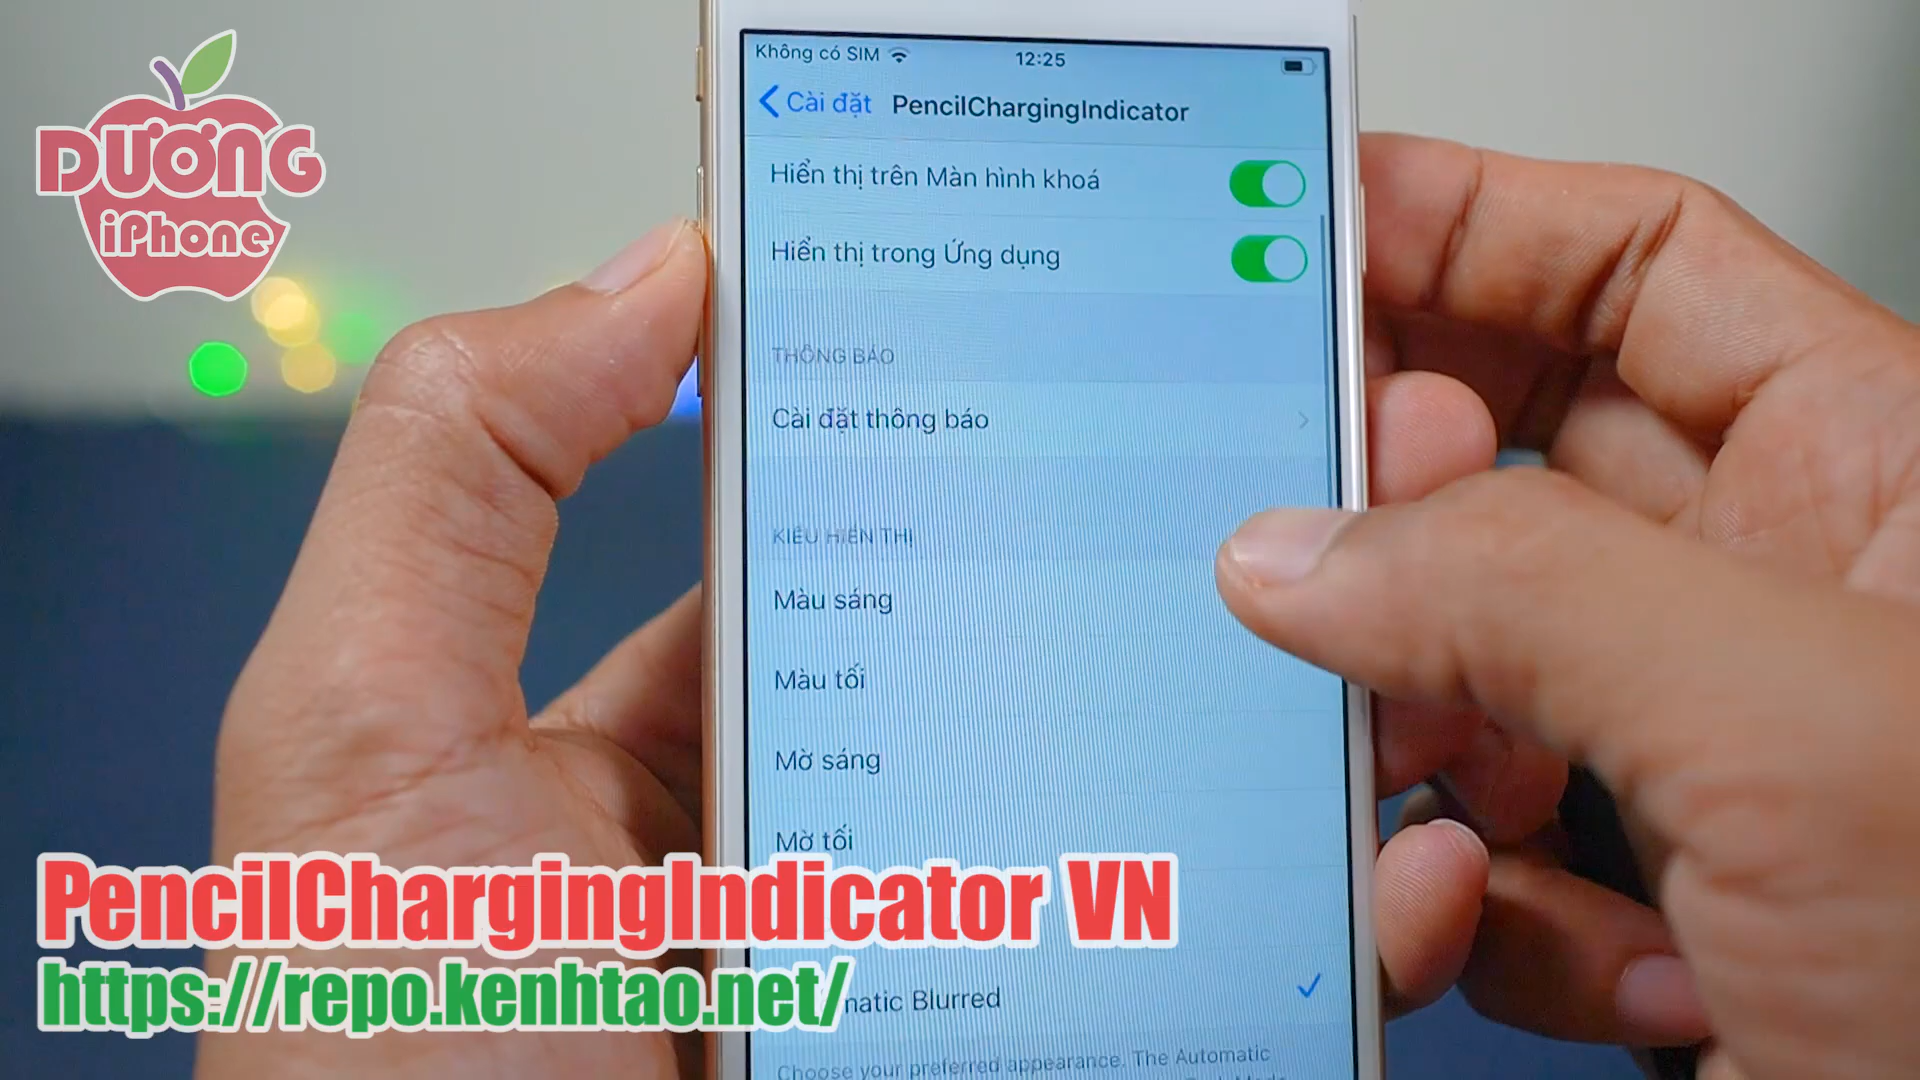 Không có SIM
12:25
Cài đặt
PencilChargingIndicator
DƯƠNG
iPhone
Hiển thị trên Màn hình khoá
Hiển thị trong Ứng dụng
THÔNG BÁO
Cài đặt thông báo
KIỂU HIỂN THỊ
Màu sáng
Màu tối
Mờ sáng
Mờ tối
PencilChargingIndicator VN
https://repo.kenhtao.net/
Blurred
Choose your preferred appearance. The Automatic